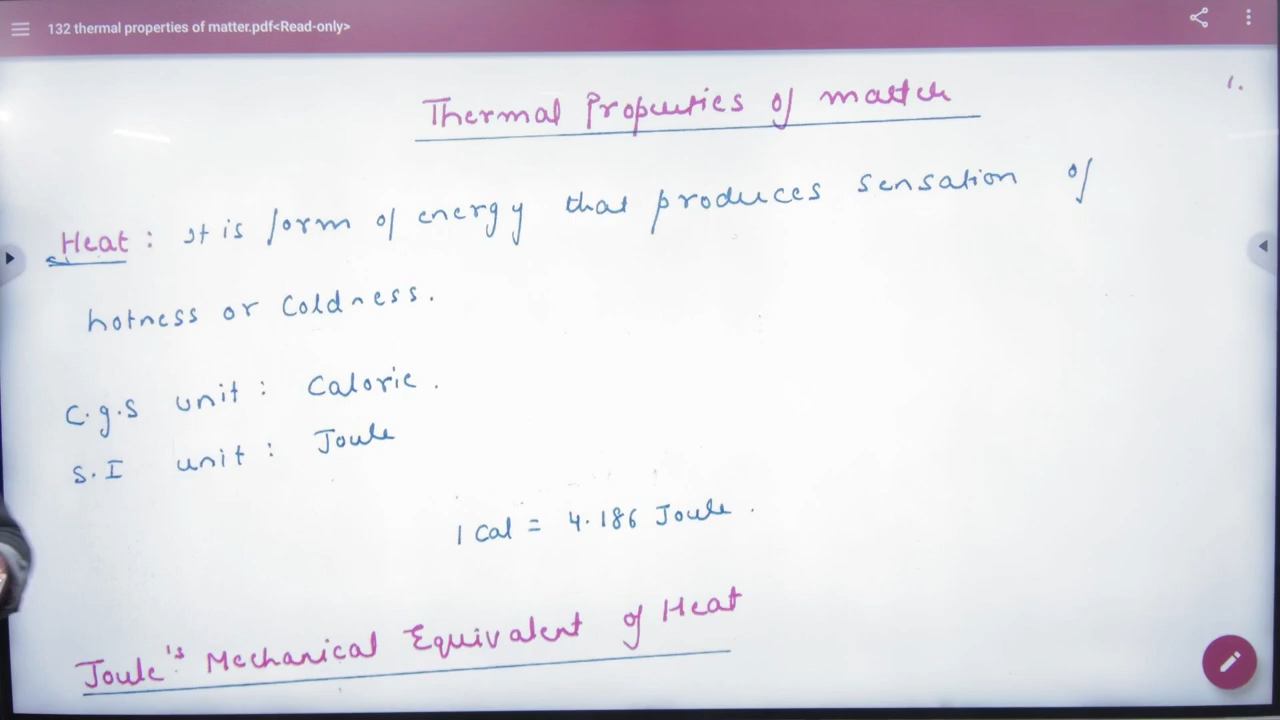 132 thermal properties of matter.pdf<Read-only>
1.
Thermal Properties of matter
Heat : It is form of energy that produces sensation of
hotness or Coldness.
C.g.s unit : Calorie.
S.I unit : Joule
1 Cal = 4.186 Joule.
Joule's Mechanical Equivalent of Heat